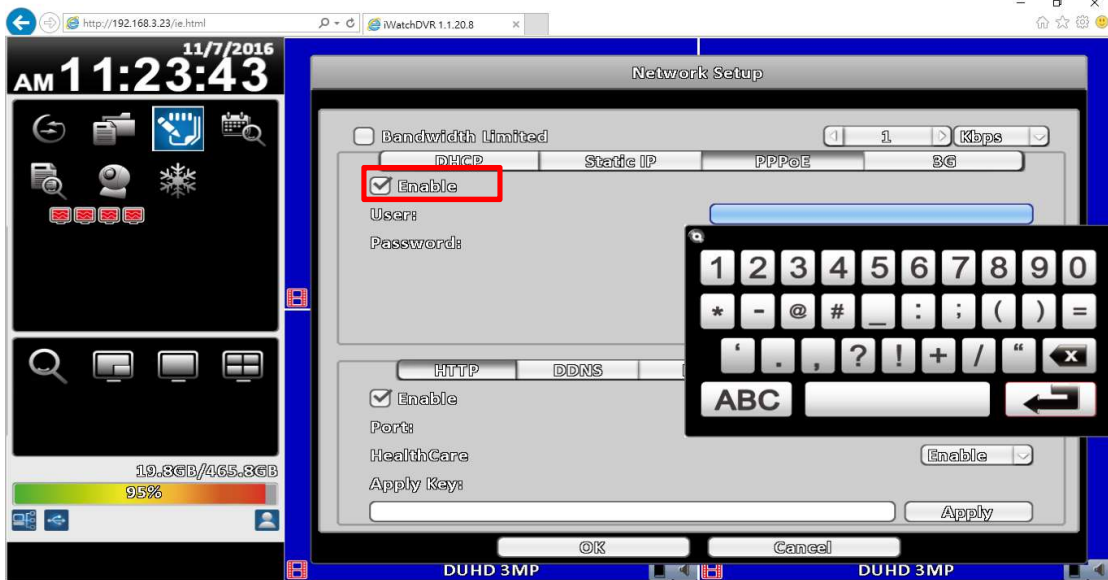 http://192.168.3.23/ie.html
iWatchDVR 1.1.20.8
11/7/2016
AM 11:23:43
Network Setup
Bandwidth Limited
1
Kbps
DHCP
Static IP
PPPoE
3G
Enable
User:
Password:
1 2 3 4 5 6 7 8 9 0
* - @ # _ : ; ( ) =
‘ . , ? ! + / “ x
ABC
HTTP
DDNS
Enable
Port:
HealthCare
Enable
Apply Key:
Apply
19.8GB/465.8GB
95%
OK
Cancel
DUHD 3MP
DUHD 3MP